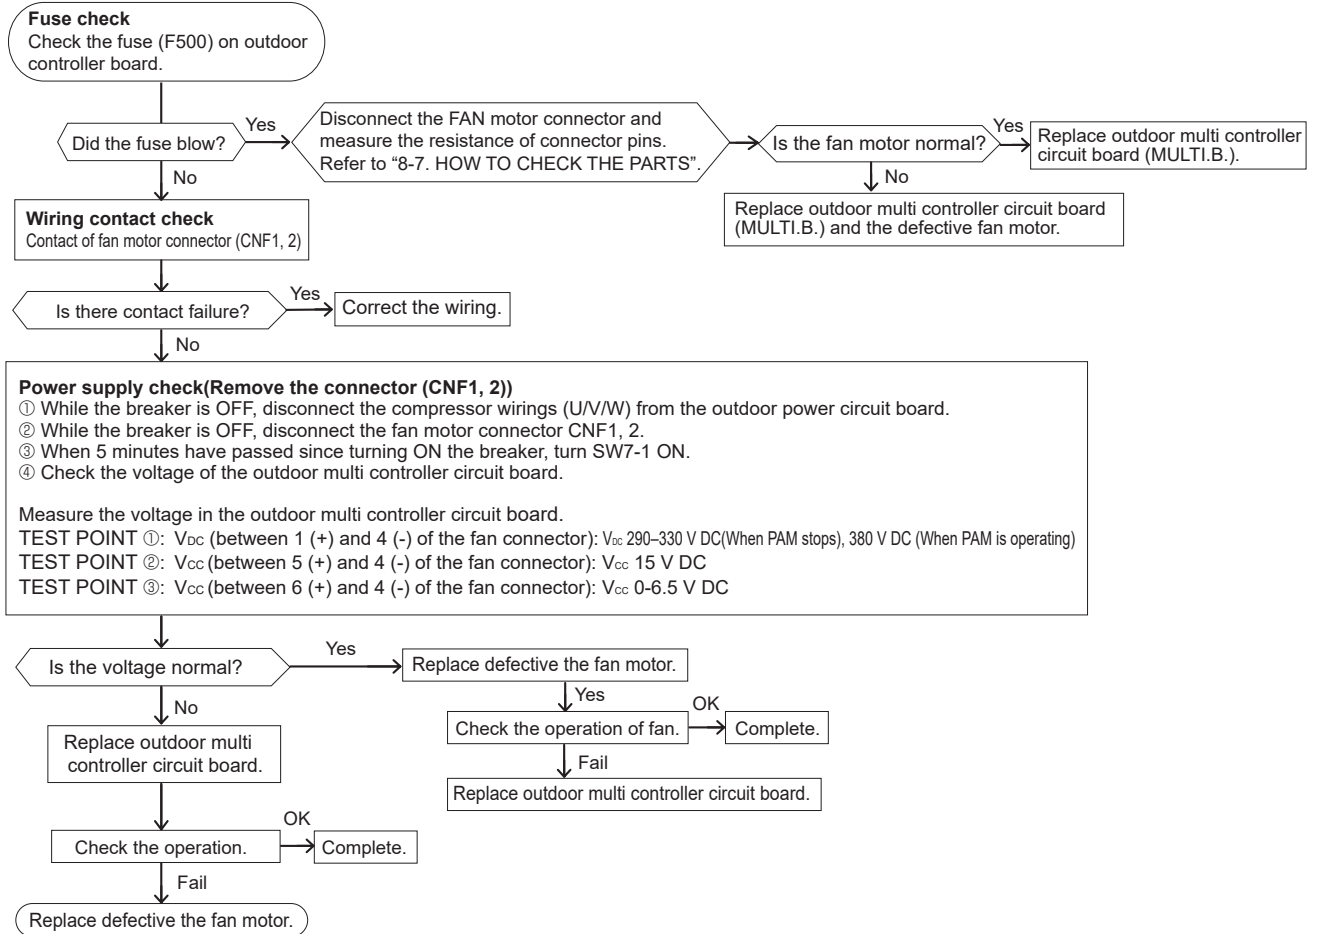 Fuse check
Check the fuse (F500) on outdoor
controller board.
Did the fuse blow?
Yes
Disconnect the FAN motor connector and
measure the resistance of connector pins.
Refer to “8-7. HOW TO CHECK THE PARTS”.
Is the fan motor normal?
Yes
Replace outdoor multi controller
circuit board (MULTI.B.).
No
Replace outdoor multi controller circuit board
(MULTI.B.) and the defective fan motor.
No
Wiring contact check
Contact of fan motor connector (CNF1, 2)
Is there contact failure?
Yes
Correct the wiring.
No
Power supply check(Remove the connector (CNF1, 2))
① While the breaker is OFF, disconnect the compressor wirings (U/V/W) from the outdoor power circuit board.
② While the breaker is OFF, disconnect the fan motor connector CNF1, 2.
③ When 5 minutes have passed since turning ON the breaker, turn SW7-1 ON.
④ Check the voltage of the outdoor multi controller circuit board.
Measure the voltage in the outdoor multi controller circuit board.
TEST POINT ①: VDC (between 1 (+) and 4 (-) of the fan connector): VDC 290–330 V DC(When PAM stops), 380 V DC (When PAM is operating)
TEST POINT ②: VCC (between 5 (+) and 4 (-) of the fan connector): VCC 15 V DC
TEST POINT ③: VCC (between 6 (+) and 4 (-) of the fan connector): VCC 0-6.5 V DC
Is the voltage normal?
Yes
Replace defective the fan motor.
Yes
Check the operation of fan.
OK
Complete.
Fail
Replace outdoor multi controller circuit board.
No
Replace outdoor multi
controller circuit board.
Check the operation.
OK
Complete.
Fail
Replace defective the fan motor.